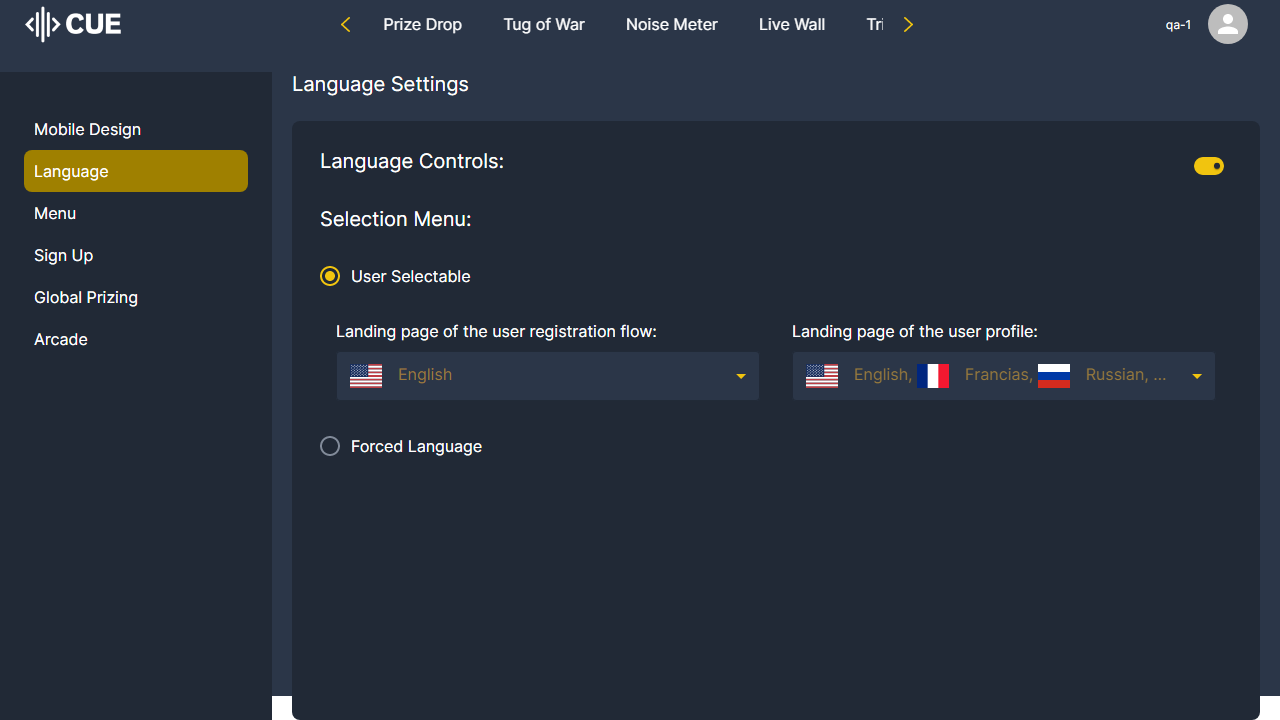 CUE
Prize Drop
Tug of War
Noise Meter
Live Wall
Tri
qa-1
Mobile Design
Language
Menu
Sign Up
Global Prizing
Arcade
Language Settings
Language Controls:
Selection Menu:
User Selectable
Landing page of the user registration flow:
English
Landing page of the user profile:
English, Francias, Russian, ...
Forced Language